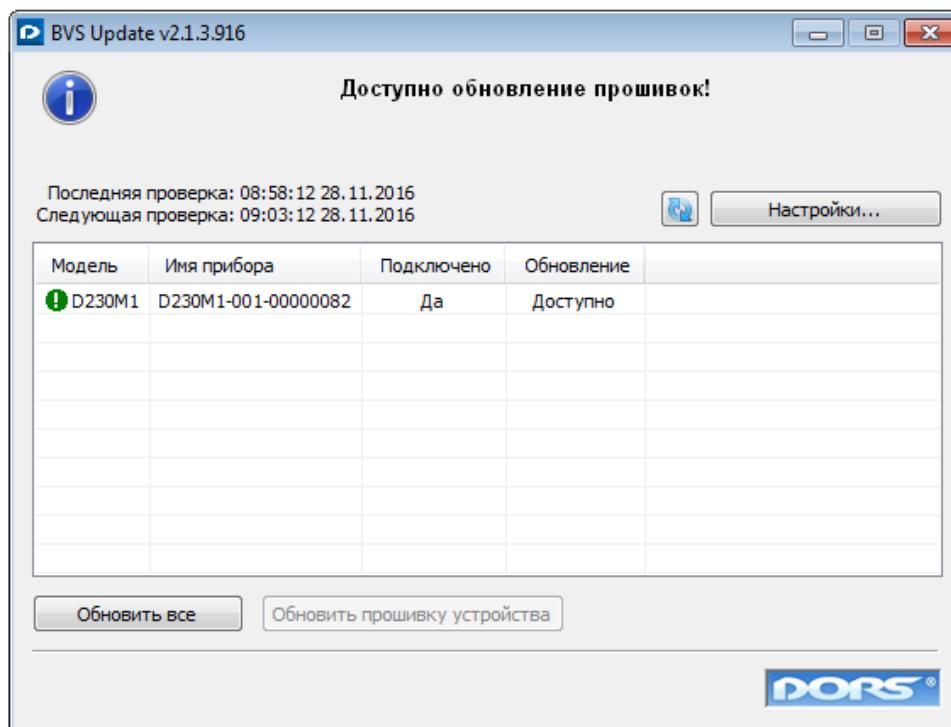 BVS Update v2.1.3.916
Доступно обновление прошивок!
Последняя проверка: 08:58:12 28.11.2016
Следующая проверка: 09:03:12 28.11.2016
Настройки...
Модель Имя прибора Подключено Обновление
D230M1 D230M1-001-00000082 Да Доступно
Обновить все Обновить прошивку устройства
DORS®